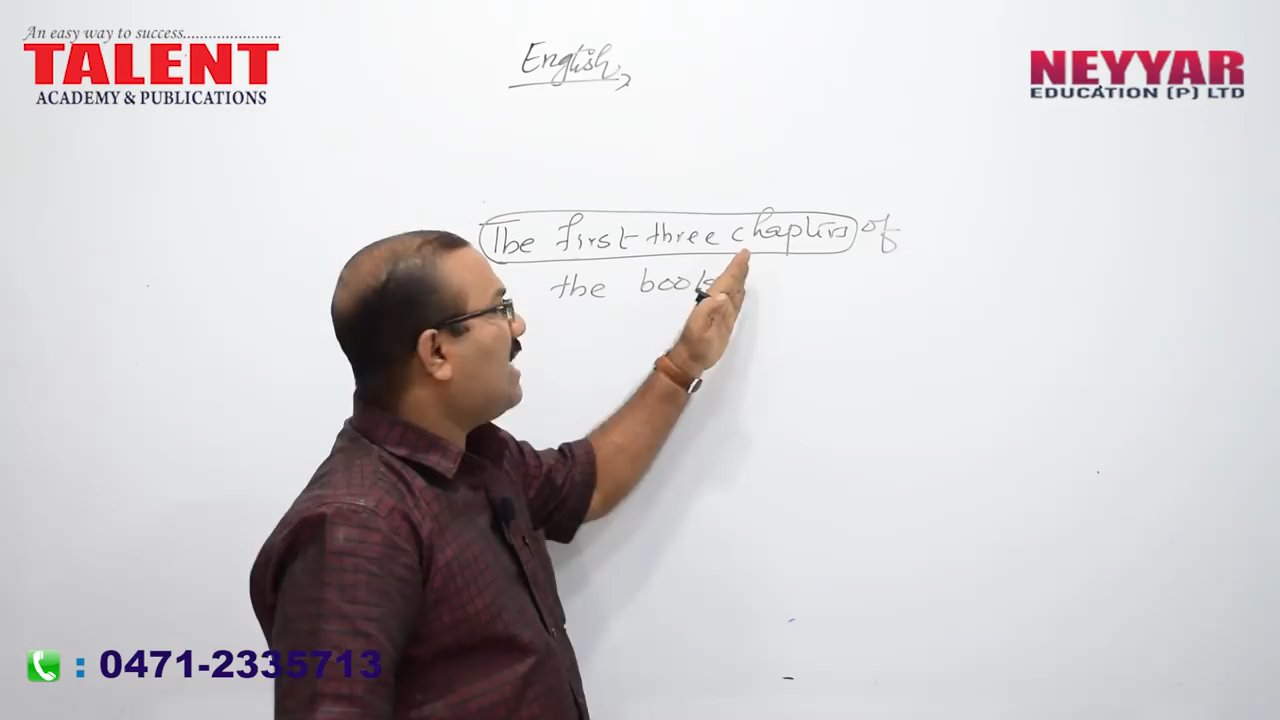 An easy way to success.......................
TALENT
ACADEMY & PUBLICATIONS
English,
NEYYAR
EDUCATION (P) LTD
The first three chapters of
the book
: 0471-2335713